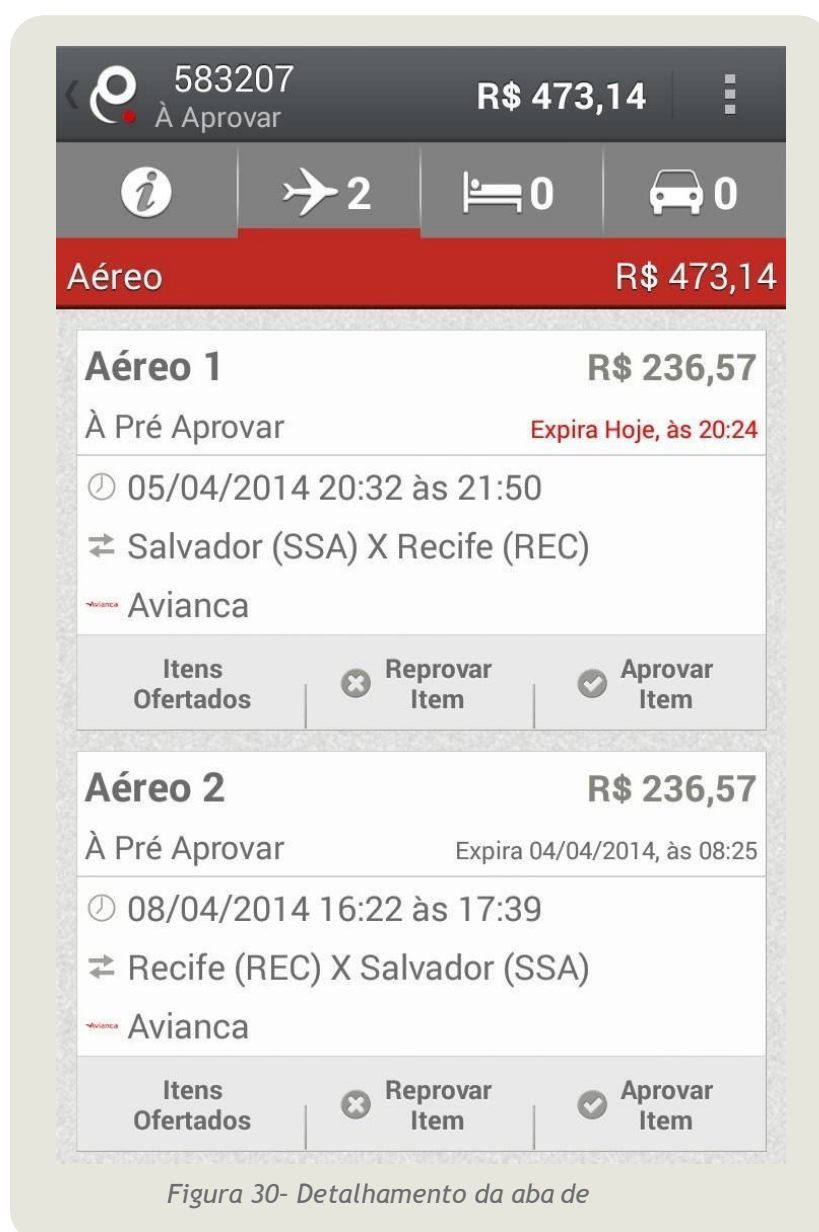 583207
R$ 473,14
À Aprovar
2
0
0
Aéreo R$ 473,14
Aéreo 1 R$ 236,57
À Pré Aprovar Expira Hoje, às 20:24
05/04/2014 20:32 às 21:50
Salvador (SSA) X Recife (REC)
Avianca Avianca
Itens Ofertados
Reprovar Item
Aprovar Item
Aéreo 2 R$ 236,57
À Pré Aprovar Expira 04/04/2014, às 08:25
08/04/2014 16:22 às 17:39
Recife (REC) X Salvador (SSA)
Avianca Avianca
Itens Ofertados
Reprovar Item
Aprovar Item
Figura 30- Detalhamento da aba de